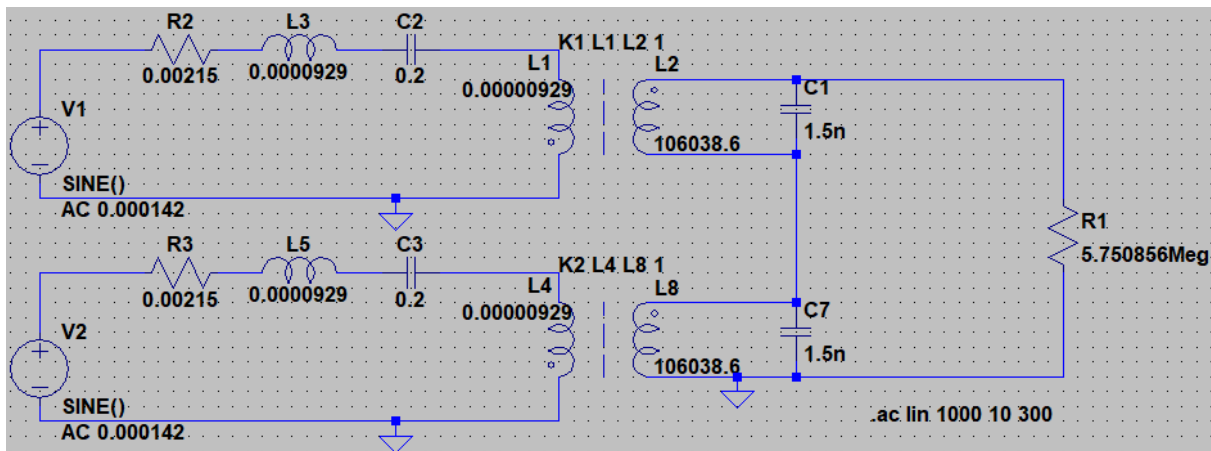 R2
L3
C2
0.00215
0.0000929
0.2
K1 L1 L2 1
L1
L2
0.00000929
106038.6
C1
1.5n
V1
SINE()
AC 0.000142
R1
5.750856Meg
R3
L5
C3
0.00215
0.0000929
0.2
K2 L4 L8 1
L4
L8
0.00000929
106038.6
C7
1.5n
V2
SINE()
AC 0.000142
.ac lin 1000 10 300